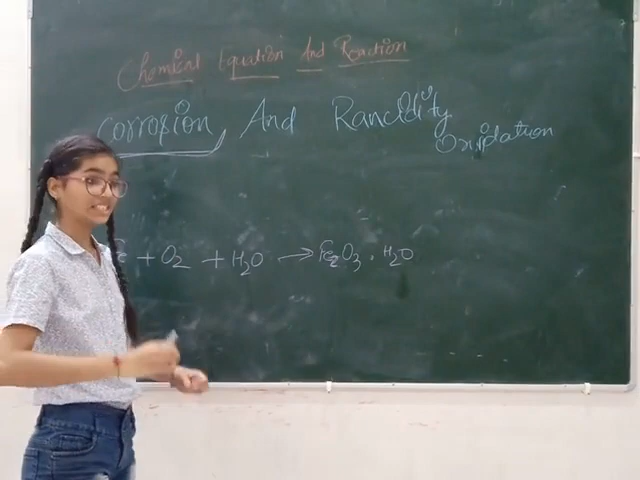 Chemical Equation And Reaction
Corrosion And Rancidity
Oxidation
Fe + O2 + H2O → Fe2O3 . H2O